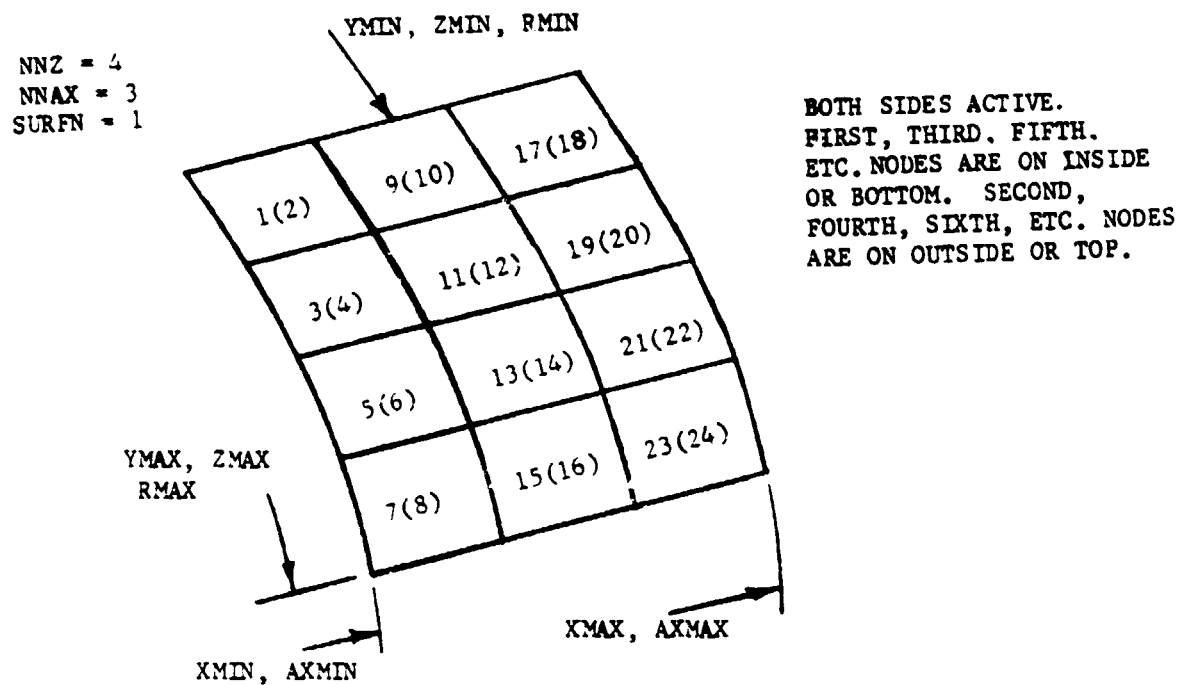 YMIN, ZMIN, RMIN
NNZ = 4
NNAX = 3
SURFN = 1
BOTH SIDES ACTIVE.
FIRST, THIRD. FIFTH.
ETC. NODES ARE ON INSIDE
OR BOTTOM. SECOND,
FOURTH, SIXTH, ETC. NODES
ARE ON OUTSIDE OR TOP.
1(2)
9(10)
17(18)
3(4)
11(12)
19(20)
5(6)
13(14)
21(22)
7(8)
15(16)
23(24)
YMAX, ZMAX
RMAX
XMIN, AXMIN
XMAX, AXMAX